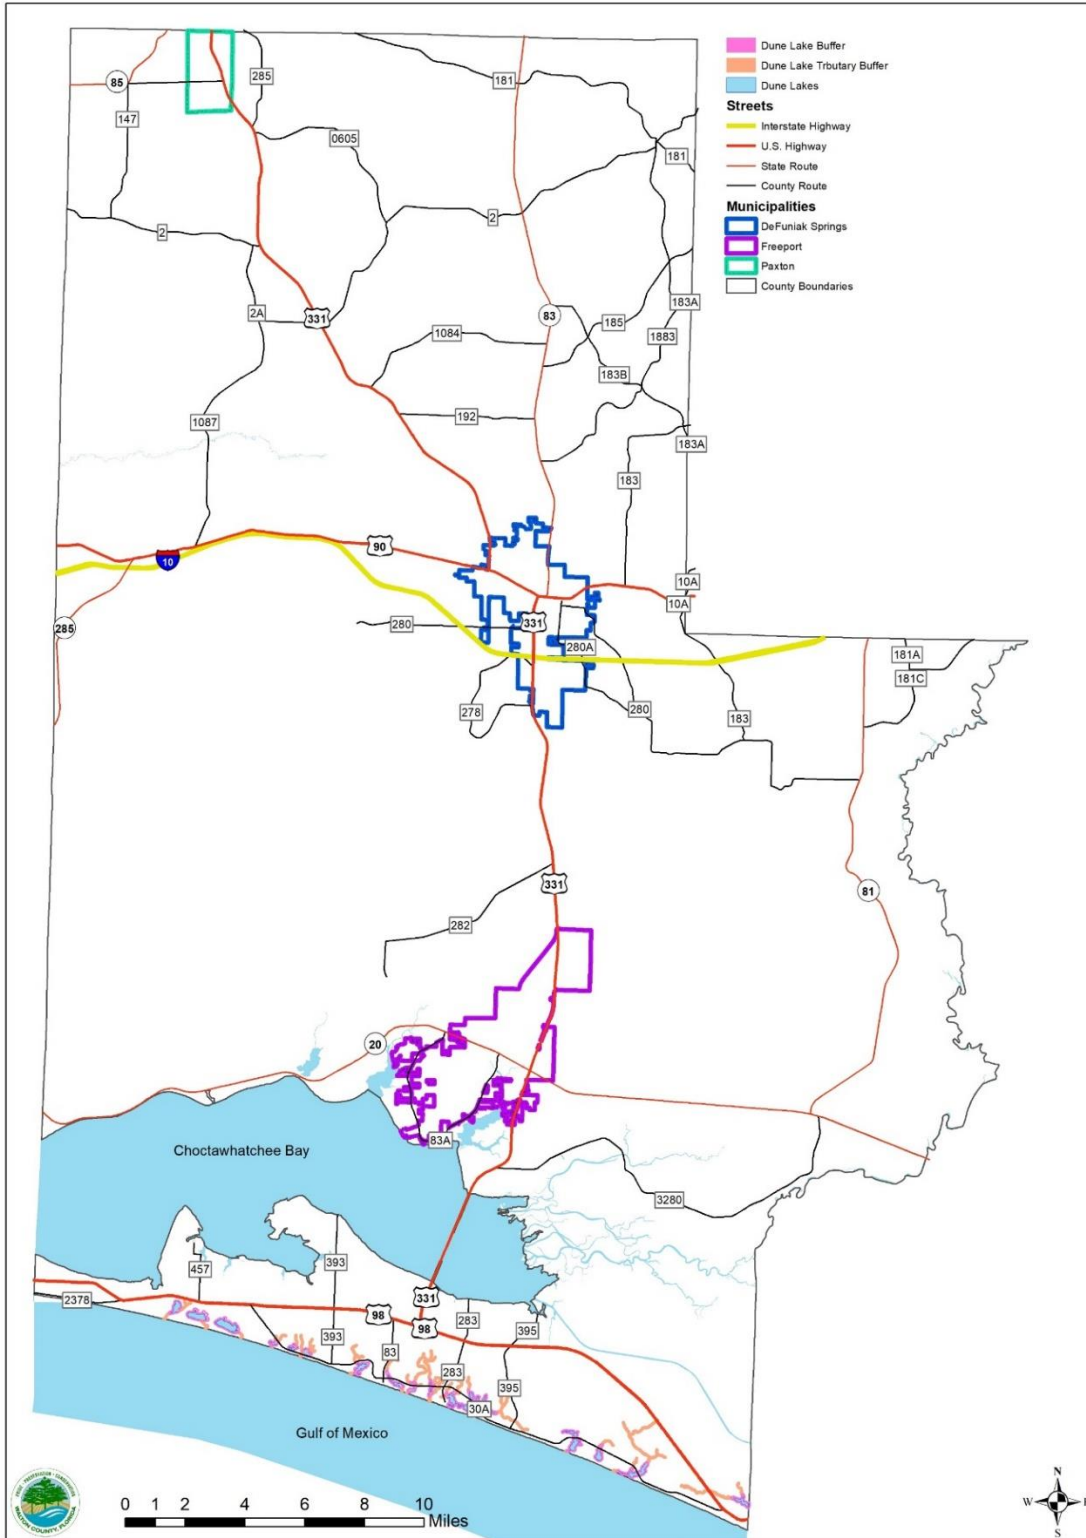 Dune Lake Buffer
Dune Lake Trbutary Buffer
Dune Lakes
Streets
Interstate Highway
U.S. Highway
State Route
County Route
Municipalities
DeFuniak Springs
Freeport
Paxton
County Boundaries
85
285
181
147
0605
181
2
2
2A
331
83
183A
185
1883
1084
183B
192
1087
183A
183
90
10
10A
10A
285
280
331
280A
181A
181C
278
280
183
331
81
282
20
83A
Choctawhatchee Bay
3280
457
393
2378
331
98
98
283
395
393
83
283
395
30A
Gulf of Mexico
WALTON COUNTY, FLORIDA
0 1 2 4 6 8 10
Miles
N
W E
S